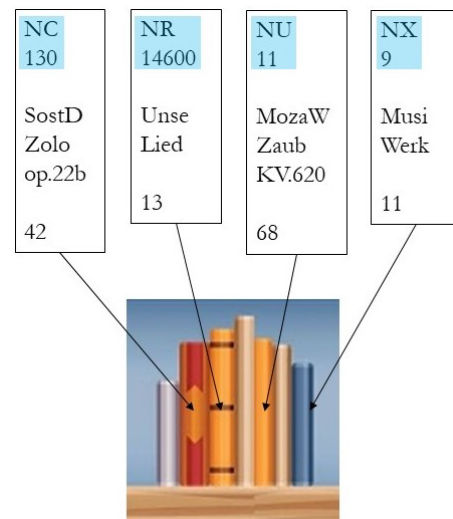 NC
130
SostD
Zolo
op.22b
42
NR
14600
Unse
Lied
13
NU
11
MozaW
Zaub
KV.620
68
NX
9
Musi
Werk
11